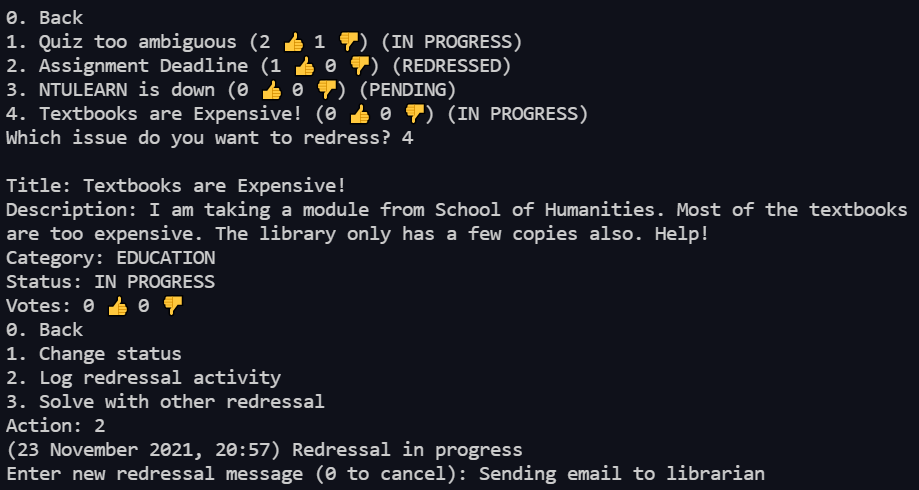 0. Back
1. Quiz too ambiguous (2 👍 1 👎) (IN PROGRESS)
2. Assignment Deadline (1 👍 0 👎) (REDRESSED)
3. NTULEARN is down (0 👍 0 👎) (PENDING)
4. Textbooks are Expensive! (0 👍 0 👎) (IN PROGRESS)
Which issue do you want to redress? 4

Title: Textbooks are Expensive!
Description: I am taking a module from School of Humanities. Most of the textbooks
are too expensive. The library only has a few copies also. Help!
Category: EDUCATION
Status: IN PROGRESS
Votes: 0 👍 0 👎
0. Back
1. Change status
2. Log redressal activity
3. Solve with other redressal
Action: 2
(23 November 2021, 20:57) Redressal in progress
Enter new redressal message (0 to cancel): Sending email to librarian